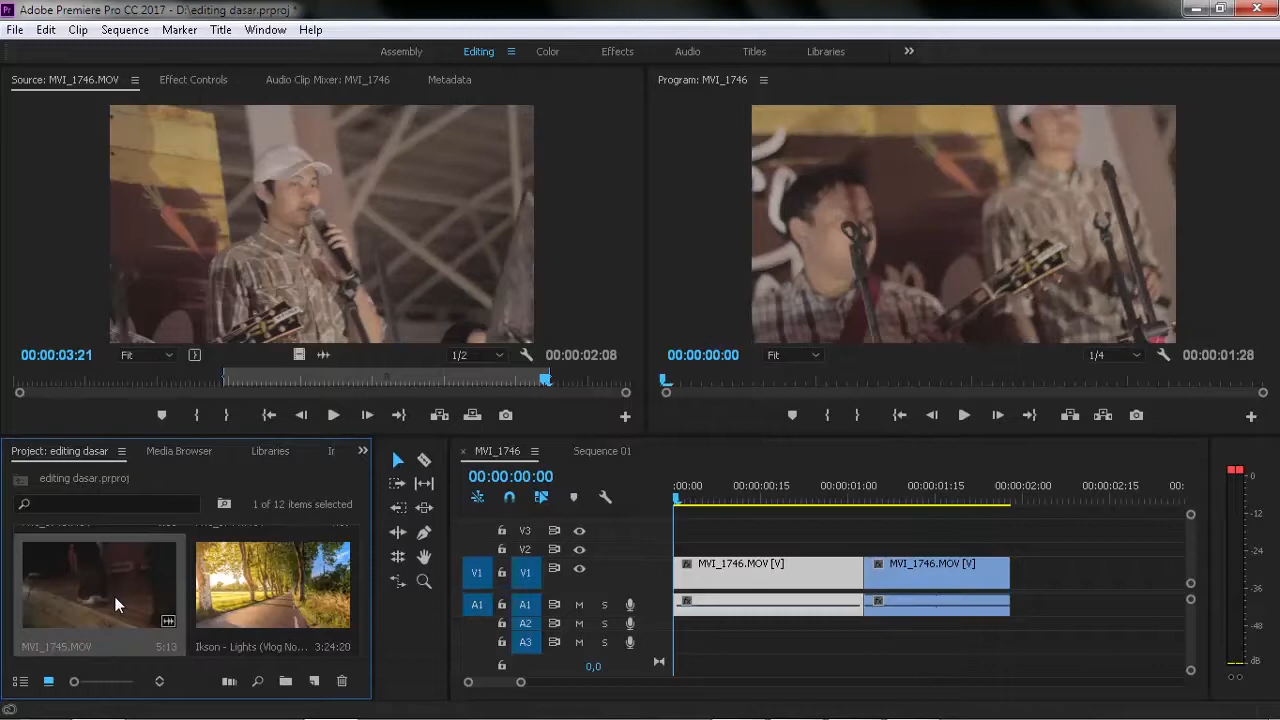 Adobe Premiere Pro CC 2017 - D:\editing dasar.prproj *
File Edit Clip Sequence Marker Title Window Help
Assembly Editing Color Effects Audio Titles Libraries
Source: MVI_1746.MOV Effect Controls Audio Clip Mixer: MVI_1746 Metadata
Program: MVI_1746
00:00:03:21 Fit 1/2 00:00:02:08
00:00:00:00 Fit 1/4 00:00:01:28
Project: editing dasar Media Browser Libraries Ir
editing dasar.prproj
1 of 12 items selected
MVI_1745.MOV 5:13
Ikson - Lights (Vlog No... 3:24:20
MVI_1746 Sequence 01
00:00:00:00
:00:00 00:00:00:15 00:00:01:00 00:00:01:15 00:00:02:00 00:00:02:15 00:
V3
V2
V1 V1 MVI_1746.MOV [V] MVI_1746.MOV [V]
A1 A1 M S
A2 M S
A3 M S
0,0
0
-12
-24
-36
-48
dB